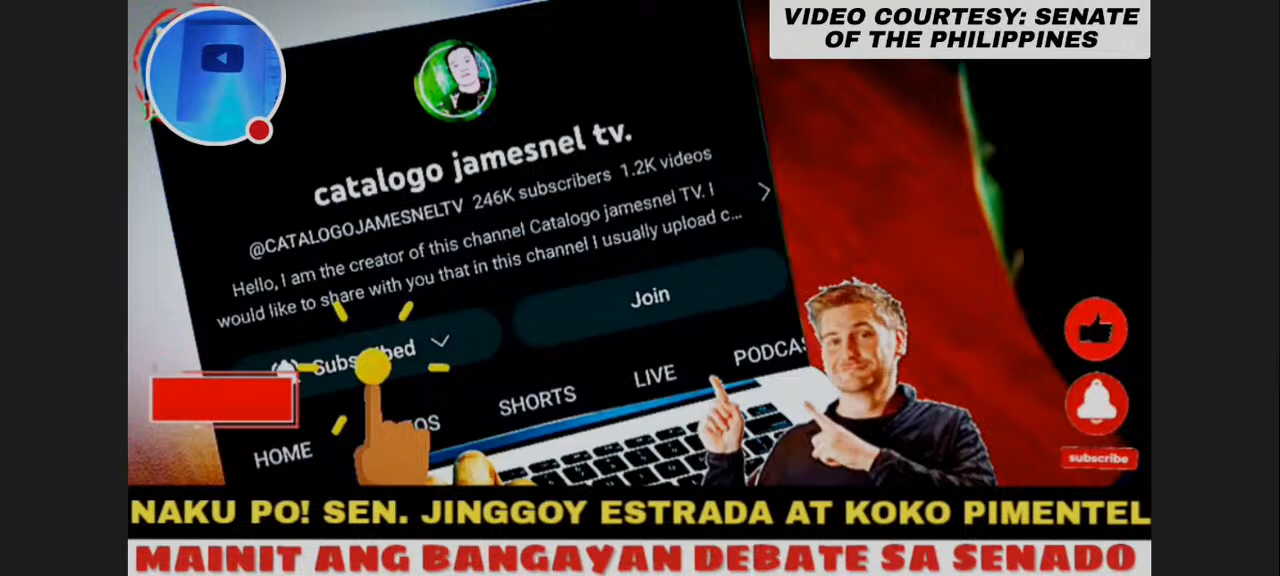 VIDEO COURTESY: SENATE
OF THE PHILIPPINES
catalogo jamesnel tv.
@CATALOGOJAMESNELTV 246K subscribers 1.2K videos
Hello, I am the creator of this channel Catalogo jamesnel TV. I
would like to share with you that in this channel I usually upload c...
Join
HOME
SHORTS
LIVE
subscribe
NAKU PO! SEN. JINGGOY ESTRADA AT KOKO PIMENTEL
MAINIT ANG BANGAYAN DEBATE SA SENADO